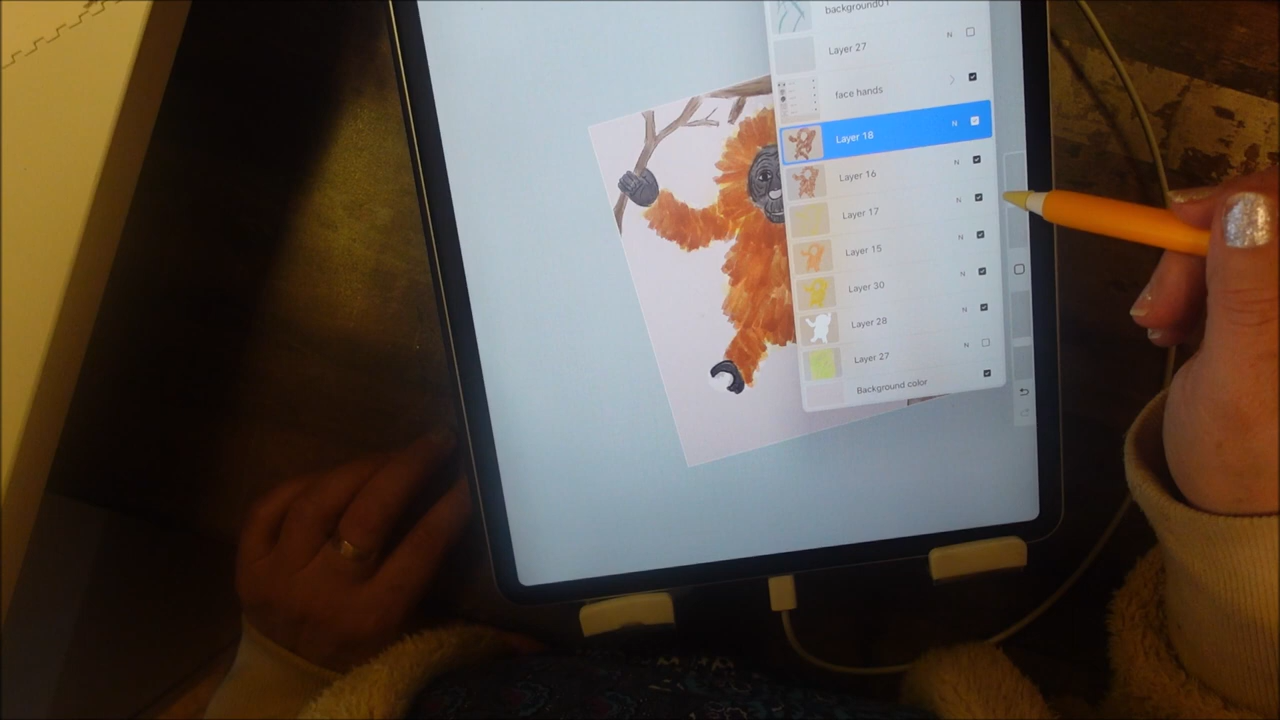 background01
Layer 27 N
face hands
Layer 18 N
Layer 16 N
Layer 17 N
Layer 15 N
Layer 30 N
Layer 28 N
Layer 27 N
Background color